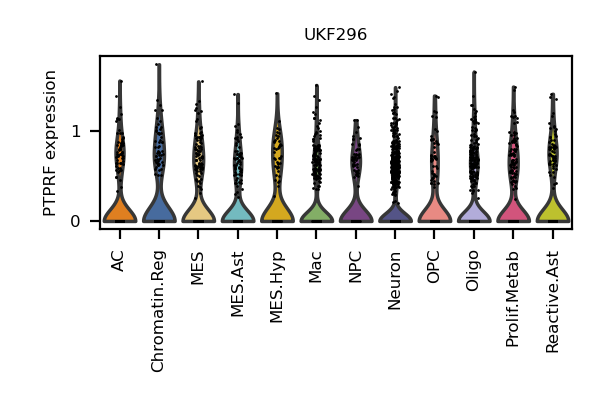 UKF296
PTPRF expression
1
0
AC
Chromatin.Reg
MES
MES.Ast
MES.Hyp
Mac
NPC
Neuron
OPC
Oligo
Prolif.Metab
Reactive.Ast